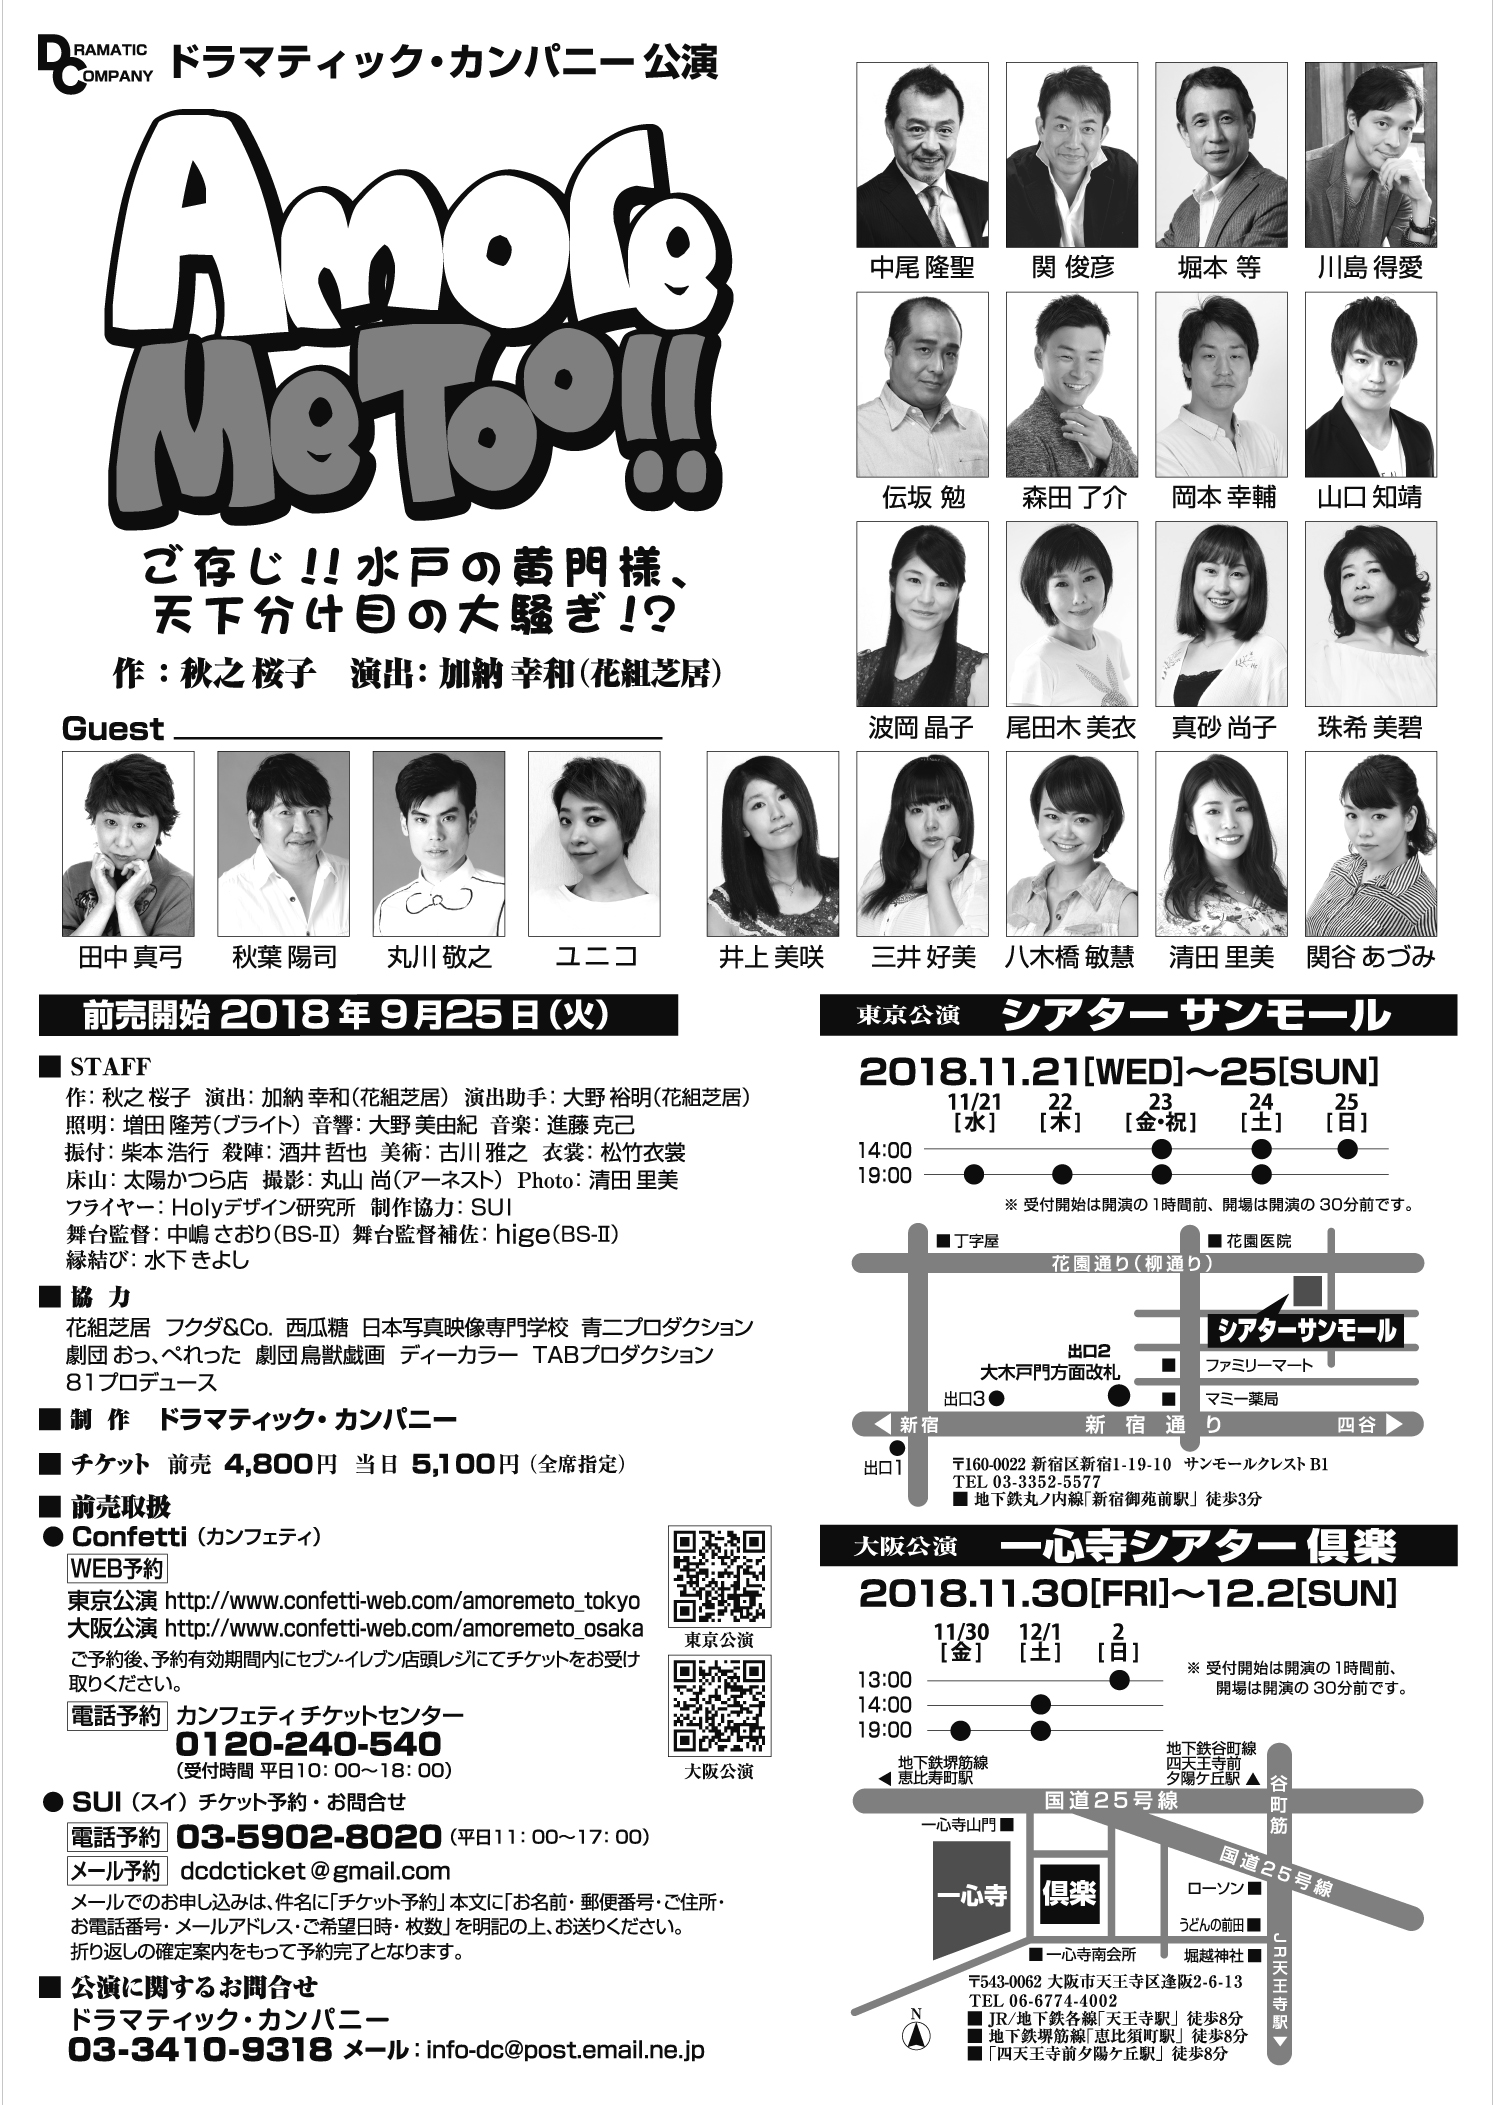 DRAMATIC COMPANY ドラマティック・カンパニー 公演
Amore
Me Too!!
ご存じ!!水戸の黄門様、
天下分け目の大騒ぎ!?
作：秋之 桜子　演出：加納 幸和（花組芝居）
中尾 隆聖　関 俊彦　堀本 等　川島 得愛
伝坂 勉　森田 了介　岡本 幸輔　山口 知靖
波岡 晶子　尾田木 美衣　真砂 尚子　珠希 美碧
Guest
田中 真弓　秋葉 陽司　丸川 敬之　ユニコ
井上 美咲　三井 好美　八木橋 敏慧　清田 里美　関谷 あづみ
前売開始 2018 年 9月25日（火）
■ STAFF
作：秋之 桜子　演出：加納 幸和（花組芝居）　演出助手：大野 裕明（花組芝居）
照明：増田 隆芳（ブライト）　音響：大野 美由紀　音楽：進藤 克己
振付：柴本 浩行　殺陣：酒井 哲也　美術：古川 雅之　衣裳：松竹衣裳
床山：太陽かつら店　撮影：丸山 尚（アーネスト）　Photo：清田 里美
フライヤー：Holyデザイン研究所　制作協力：SUI
舞台監督：中嶋 さおり（BS-Ⅱ）　舞台監督補佐：hige（BS-Ⅱ）
縁結び：水下 きよし
■ 協 力
花組芝居　フクダ&Co.　西瓜糖　日本写真映像専門学校　青二プロダクション
劇団 おっ、ぺれった　劇団 鳥獣戯画　ディーカラー　TABプロダクション
81プロデュース
■ 制 作　ドラマティック・カンパニー
■ チケット　前売 4,800円　当日 5,100円（全席指定）
■ 前売取扱
● Confetti（カンフェティ）
WEB予約
東京公演 http://www.confetti-web.com/amoremeto_tokyo
大阪公演 http://www.confetti-web.com/amoremeto_osaka
ご予約後、予約有効期間内にセブン-イレブン店頭レジにてチケットをお受け
取りください。
電話予約　カンフェティチケットセンター
0120-240-540
（受付時間 平日10：00〜18：00）
東京公演
大阪公演
● SUI（スイ）チケット予約・お問合せ
電話予約　03-5902-8020（平日11：00〜17：00）
メール予約　dcdcticket@gmail.com
メールでのお申し込みは、件名に「チケット予約」本文に「お名前・郵便番号・ご住所・
お電話番号・メールアドレス・ご希望日時・枚数」を明記の上、お送りください。
折り返しの確定案内をもって予約完了となります。
■ 公演に関するお問合せ
ドラマティック・カンパニー
03-3410-9318　メール：info-dc@post.email.ne.jp
東京公演　シアター サンモール
2018.11.21[WED]〜25[SUN]
11/21　22　23　24　25
[水]　[木]　[金・祝]　[土]　[日]
14:00
19:00
※ 受付開始は開演の1時間前、開場は開演の30分前です。
■丁字屋
■花園医院
花園通り（柳通り）
シアターサンモール
出口2
大木戸門方面改札
■ ファミリーマート
出口3●
■ マミー薬局
◀新宿　新宿通り　四谷▶
出口1
〒160-0022 新宿区新宿1-19-10　サンモールクレスト B1
TEL 03-3352-5577
■ 地下鉄丸ノ内線「新宿御苑前駅」徒歩3分
大阪公演　一心寺シアター 倶楽
2018.11.30[FRI]〜12.2[SUN]
11/30　12/1　2
[金]　[土]　[日]
13:00
14:00
19:00
※ 受付開始は開演の1時間前、
開場は開演の30分前です。
地下鉄堺筋線
◀恵比寿町駅
地下鉄谷町線
四天王寺前
夕陽ケ丘駅▲
国道25号線
谷町筋
一心寺山門■
国道25号線
一心寺
倶楽
ローソン■
うどんの前田■
■一心寺南会所
堀越神社■
JR天王寺駅▼
〒543-0062 大阪市天王寺区逢阪2-6-13
TEL 06-6774-4002
N
■ JR/地下鉄各線「天王寺駅」徒歩8分
■ 地下鉄堺筋線「恵比須町駅」徒歩8分
■「四天王寺前夕陽ケ丘駅」徒歩8分